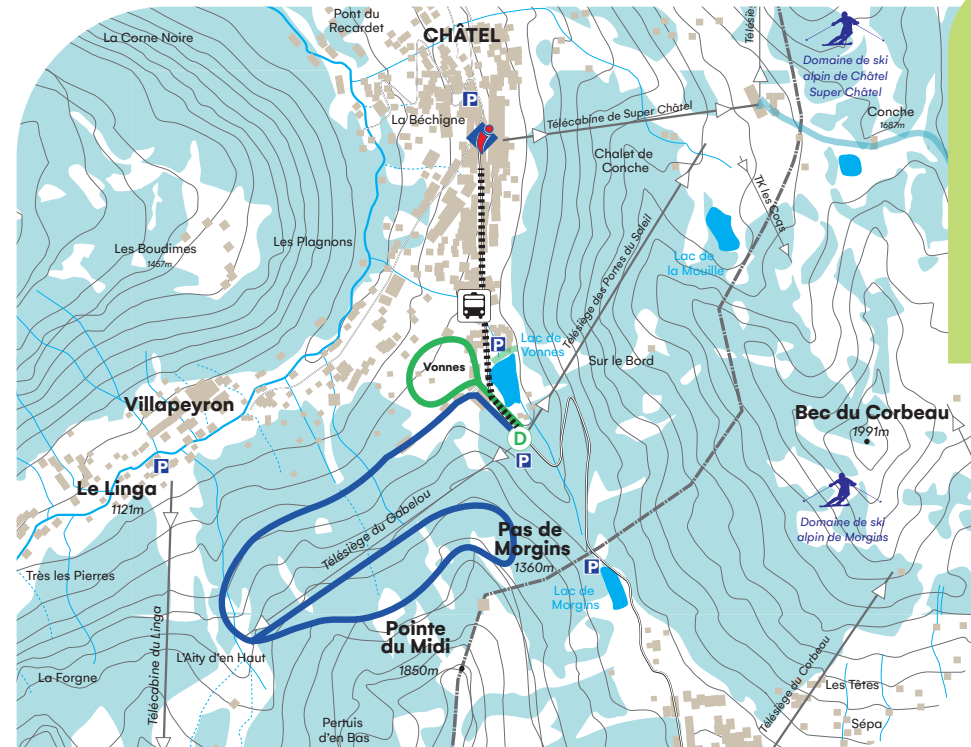 Pont du
Recardet
La Corne Noire
CHÂTEL
Domaine de ski
alpin de Châtel
Super Châtel
P
La Béchigne
i
Télécabine de Super Châtel
Conche
1687m
Chalet de
Conche
TK les Coqs
Les Boudimes
1467m
Les Plagnons
Télésiège des Portes du Soleil
Lac de
la Mouille
P
Lac de
Vonnes
Vonnes
Sur le Bord
Villapeyron
Bec du Corbeau
1991m
D
P
P
Le Linga
1121m
Télésiège du Gabelou
Pas de
Morgins
1360m
Domaine de ski
alpin de Morgins
P
Très les Pierres
Lac de
Morgins
Télécabine du Linga
Pointe
du Midi
1850m
L'Aity d'en Haut
La Forgne
Télésiège du Corbeau
Les Têtes
Sépa
Pertuis
d'en Bas